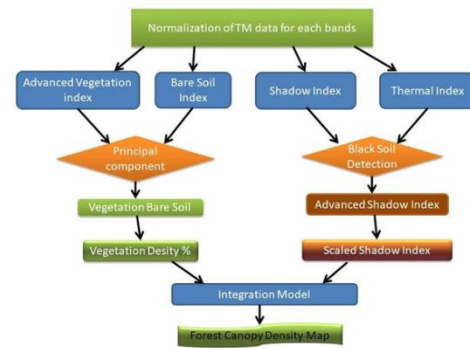 Normalization of TM data for each bands
Advanced Vegetation
index
Bare Soil
Index
Shadow Index
Thermal Index
Principal
component
Black Soil
Detection
Vegetation Bare Soil
Advanced Shadow Index
Vegetation Desity %
Scaled Shadow Index
Integration Model
Forest Canopy Density Map